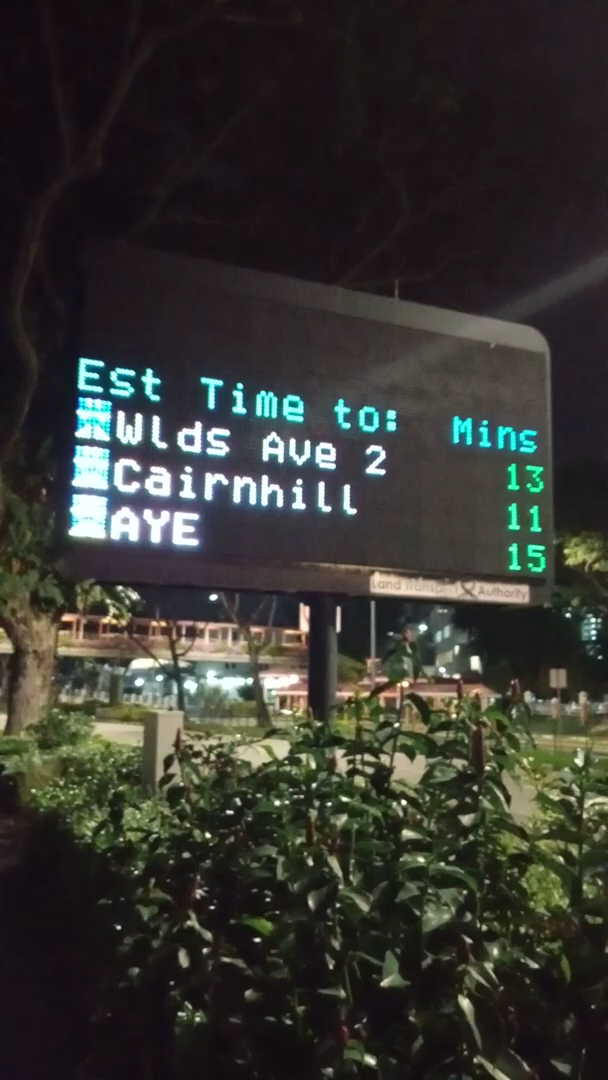 Est Time to: Mins
Wlds Ave 2 13
Cairnhill 11
AYE 15
Land Transport Authority